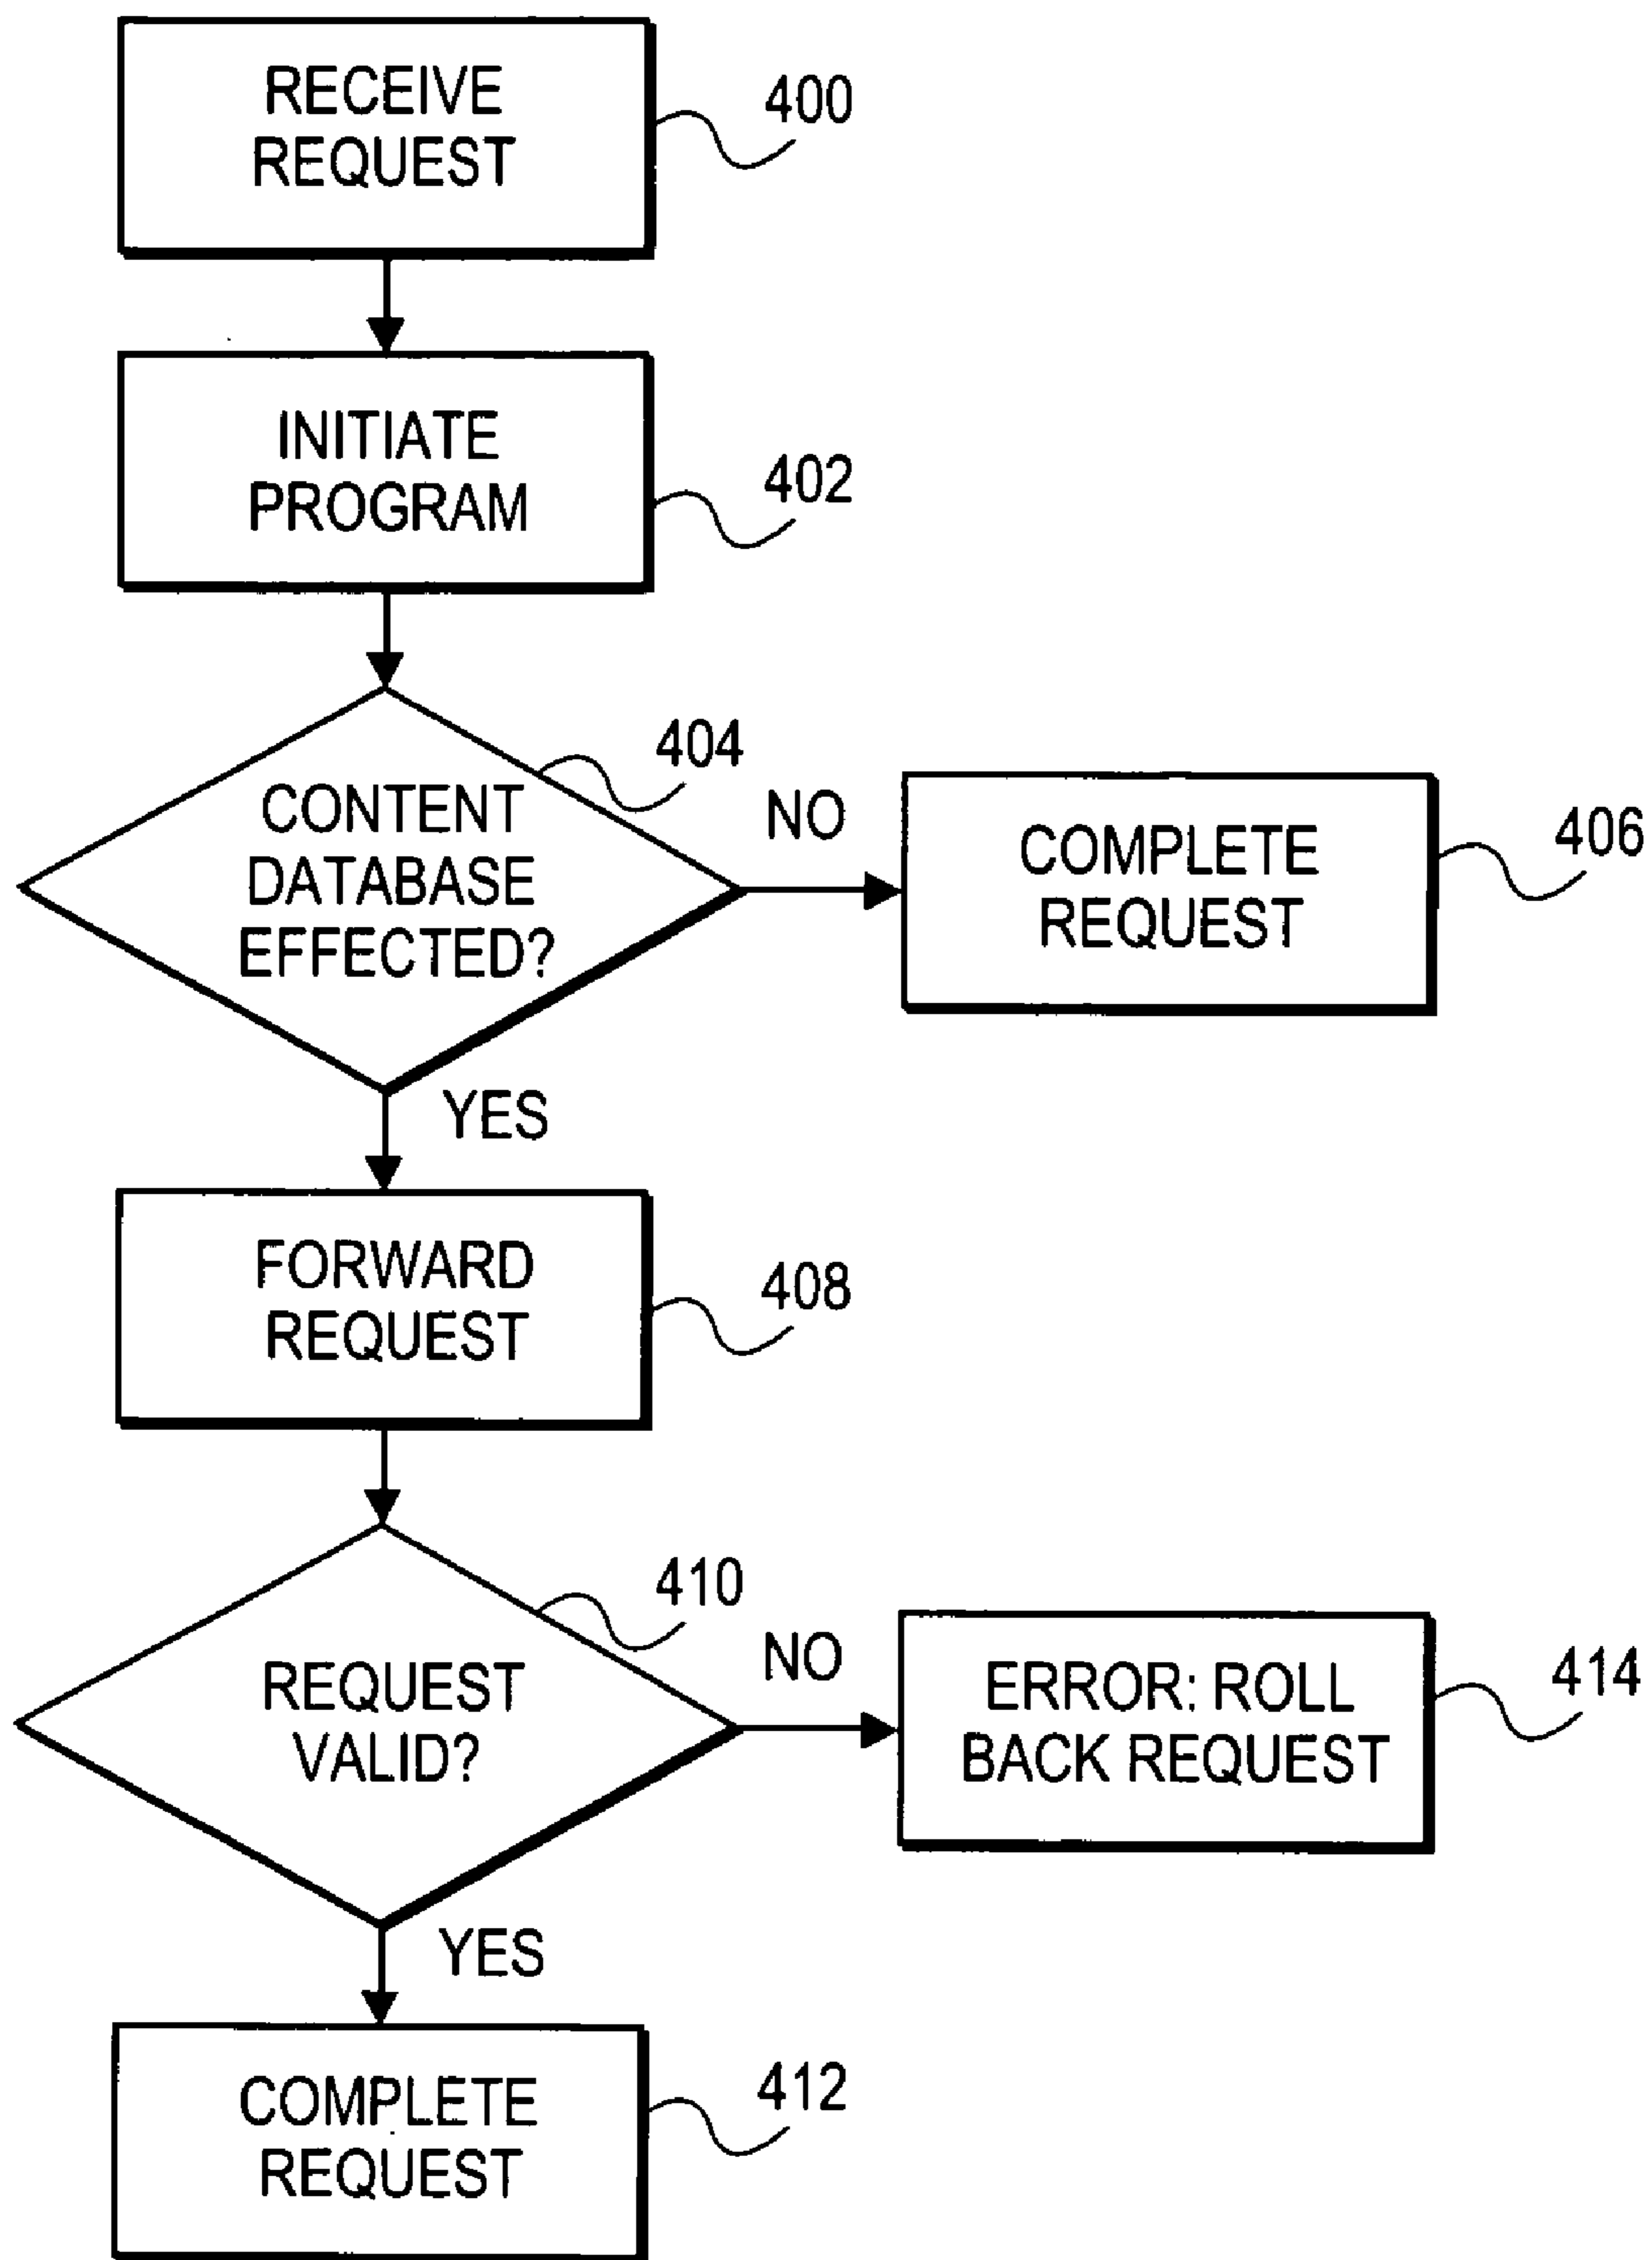 RECEIVE
REQUEST
400
INITIATE
PROGRAM
402
CONTENT
DATABASE
EFFECTED?
404
NO
COMPLETE
REQUEST
406
YES
FORWARD
REQUEST
408
REQUEST
VALID?
410
NO
ERROR; ROLL
BACK REQUEST
414
YES
COMPLETE
REQUEST
412